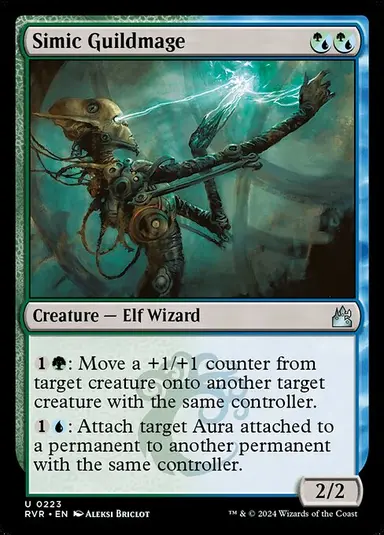 Simic Guildmage
Creature — Elf Wizard
1: Move a +1/+1 counter from
target creature onto another target
creature with the same controller.
1: Attach target Aura attached to
a permanent to another permanent
with the same controller.
2/2
U 0223
RVR • EN ALEKSI BRICLOT
™ & © 2024 Wizards of the Coast